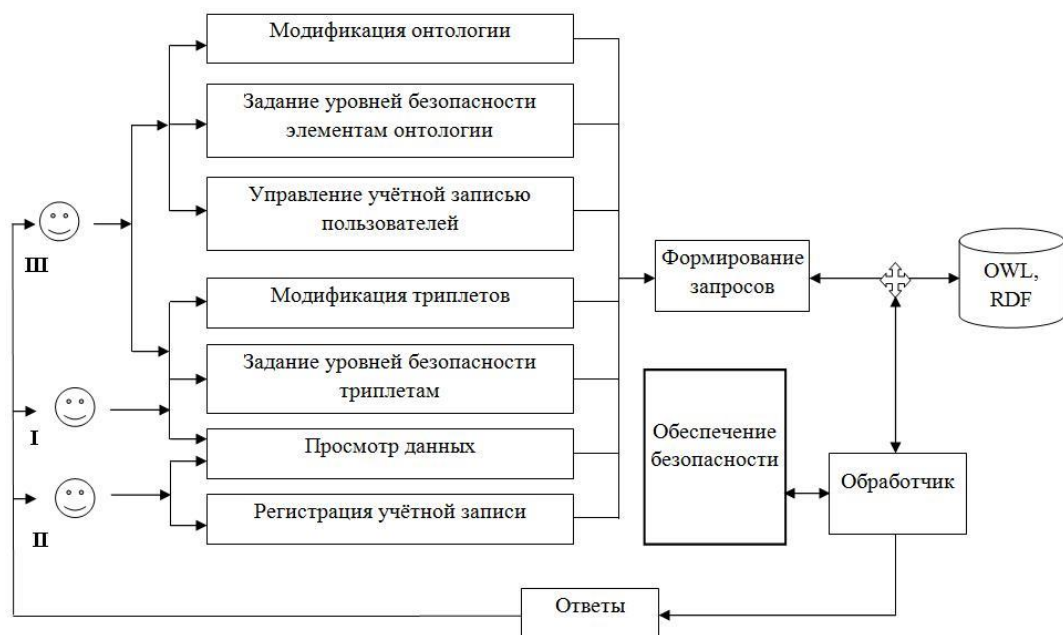 Модификация онтологии
Задание уровней безопасности
элементам онтологии
Управление учётной записью
пользователей
III
Модификация триплетов
Задание уровней безопасности
триплетам
I
Просмотр данных
II
Регистрация учётной записи
Формирование
запросов
OWL,
RDF
Обеспечение
безопасности
Обработчик
Ответы